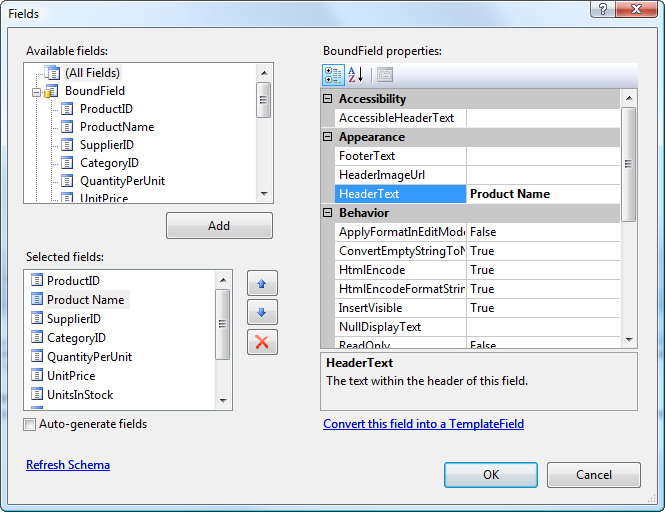 Fields
Available fields:
(All Fields)
BoundField
ProductID
ProductName
SupplierID
CategoryID
QuantityPerUnit
UnitPrice
Add
Selected fields:
ProductID
Product Name
SupplierID
CategoryID
QuantityPerUnit
UnitPrice
UnitsInStock
Auto-generate fields
Refresh Schema
BoundField properties:
Accessibility
AccessibleHeaderText
Appearance
FooterText
HeaderImageUrl
HeaderText Product Name
Behavior
ApplyFormatInEditMode False
ConvertEmptyStringToN True
HtmlEncode True
HtmlEncodeFormatStrin True
InsertVisible True
NullDisplayText
ReadOnly False
HeaderText
The text within the header of this field.
Convert this field into a TemplateField
OK
Cancel